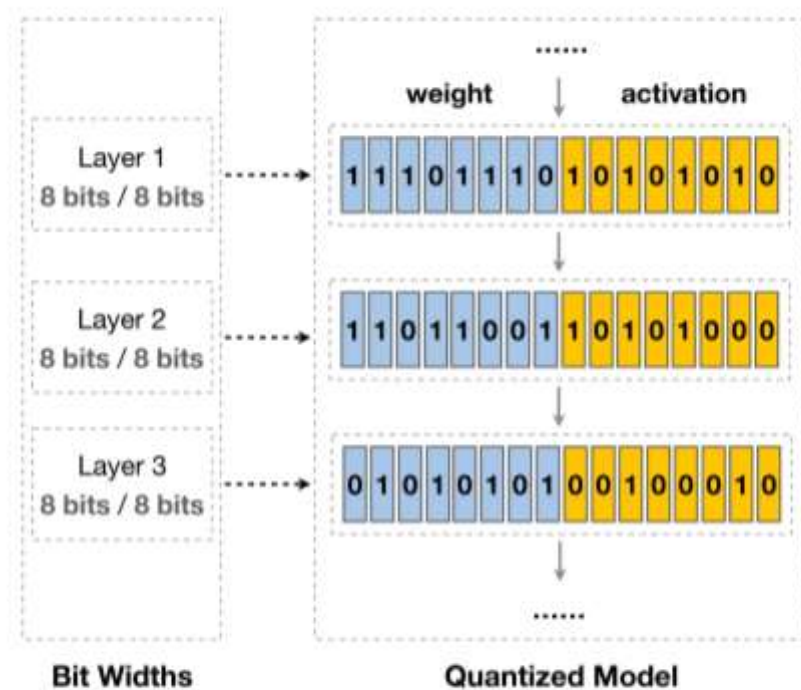 ......
weight activation
Layer 1
8 bits / 8 bits
1 1 1 0 1 1 1 0 1 0 1 0 1 0 1 0
Layer 2
8 bits / 8 bits
1 1 0 1 1 0 0 1 1 0 1 0 1 0 0 0
Layer 3
8 bits / 8 bits
0 1 0 1 0 1 0 1 0 0 1 0 0 0 1 0
......
Bit Widths
Quantized Model